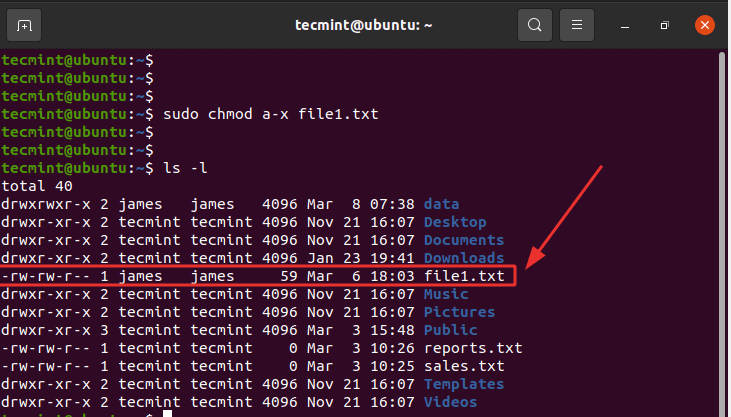 tecmint@ubuntu: ~
tecmint@ubuntu:~$
tecmint@ubuntu:~$
tecmint@ubuntu:~$
tecmint@ubuntu:~$ sudo chmod a-x file1.txt
tecmint@ubuntu:~$
tecmint@ubuntu:~$
tecmint@ubuntu:~$ ls -l
total 40
drwxrwxr-x 2 james   james   4096 Mar  8 07:38 data
drwxr-xr-x 2 tecmint tecmint 4096 Nov 21 16:07 Desktop
drwxr-xr-x 2 tecmint tecmint 4096 Nov 21 16:07 Documents
drwxr-xr-x 2 tecmint tecmint 4096 Jan 23 19:41 Downloads
-rw-rw-r-- 1 james   james     59 Mar  6 18:03 file1.txt
drwxr-xr-x 2 tecmint tecmint 4096 Nov 21 16:07 Music
drwxr-xr-x 2 tecmint tecmint 4096 Nov 21 16:07 Pictures
drwxr-xr-x 3 tecmint tecmint 4096 Mar  3 15:48 Public
-rw-rw-r-- 1 tecmint tecmint    0 Mar  3 10:26 reports.txt
-rw-rw-r-- 1 tecmint tecmint    0 Mar  3 10:25 sales.txt
drwxr-xr-x 2 tecmint tecmint 4096 Nov 21 16:07 Templates
drwxr-xr-x 2 tecmint tecmint 4096 Nov 21 16:07 Videos
tecmint@ubuntu:~$